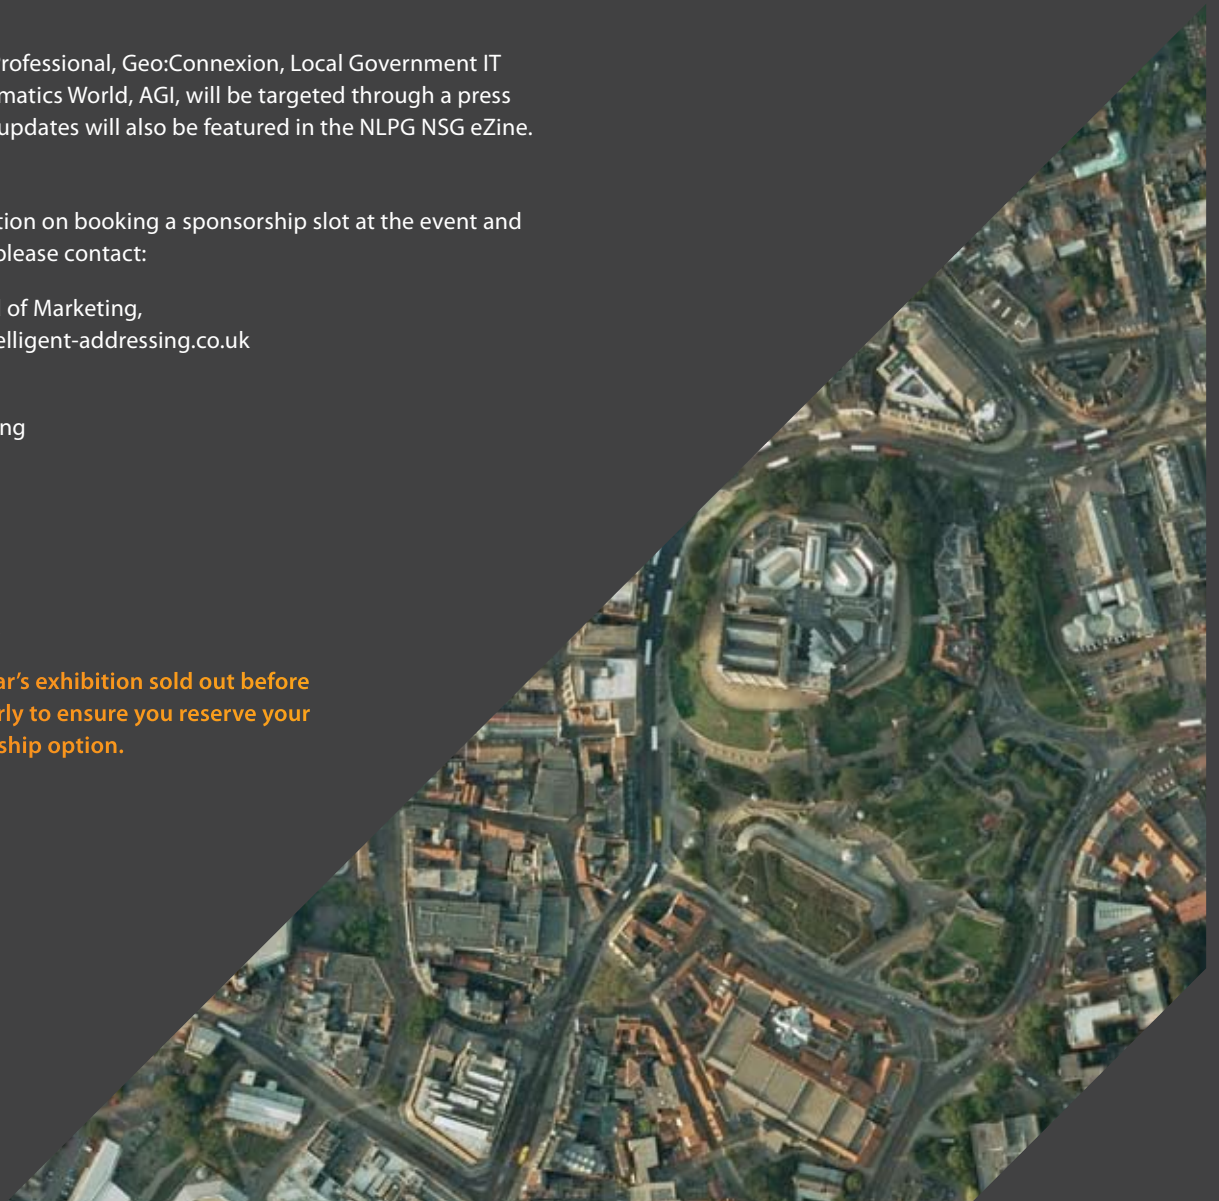 rofessional, Geo:Connexion, Local Government IT
matics World, AGI, will be targeted through a press
updates will also be featured in the NLPG NSG eZine.
tion on booking a sponsorship slot at the event and
please contact:
of Marketing,
elligent-addressing.co.uk
ng
ar’s exhibition sold out before
rly to ensure you reserve your
ship option.